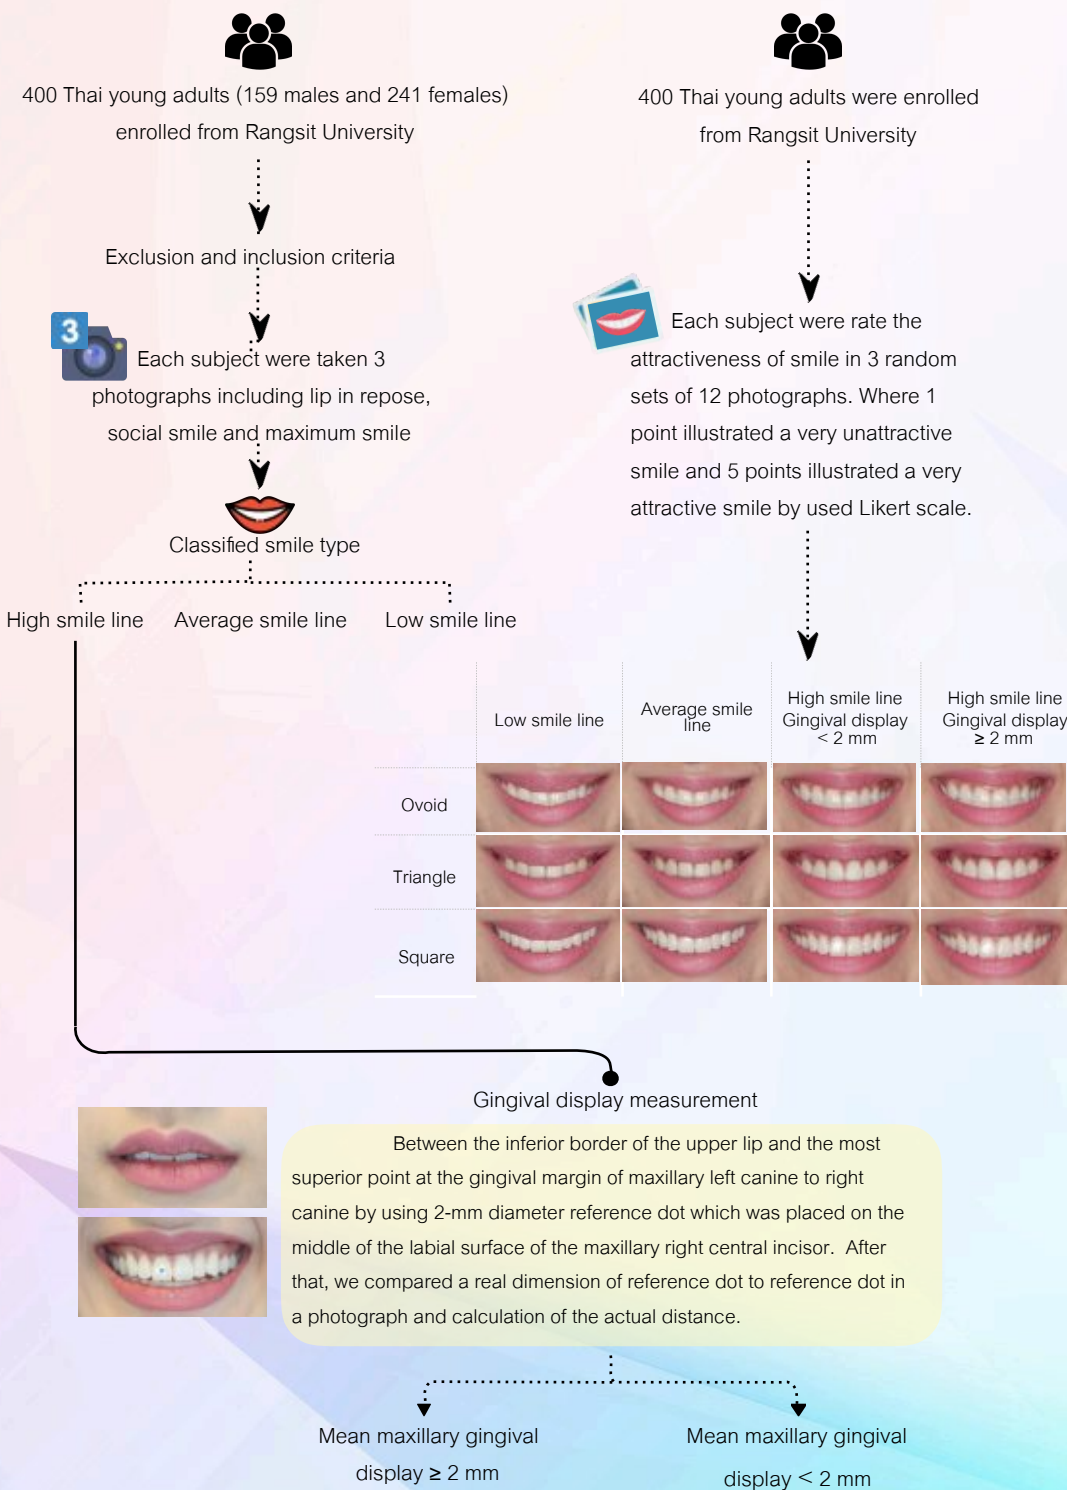 400 Thai young adults (159 males and 241 females)
enrolled from Rangsit University
Exclusion and inclusion criteria
3
Each subject were taken 3
photographs including lip in repose,
social smile and maximum smile
Classified smile type
High smile line
Average smile line
Low smile line
400 Thai young adults were enrolled
from Rangsit University
Each subject were rate the
attractiveness of smile in 3 random
sets of 12 photographs. Where 1
point illustrated a very unattractive
smile and 5 points illustrated a very
attractive smile by used Likert scale.
Low smile line
Average smile
line
High smile line
Gingival display
< 2 mm
High smile line
Gingival display
≥ 2 mm
Ovoid
Triangle
Square
Gingival display measurement
Between the inferior border of the upper lip and the most
superior point at the gingival margin of maxillary left canine to right
canine by using 2-mm diameter reference dot which was placed on the
middle of the labial surface of the maxillary right central incisor. After
that, we compared a real dimension of reference dot to reference dot in
a photograph and calculation of the actual distance.
Mean maxillary gingival
display ≥ 2 mm
Mean maxillary gingival
display < 2 mm